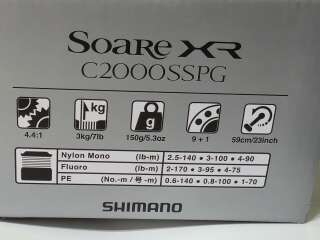 Soare XR
C2000SSPG
kg
g
4.4:1
3kg/7lb
150g/5.3oz
9 + 1
59cm/23inch
Nylon Mono (lb-m) 2.5-140 • 3-100 • 4-90
Fluoro (lb-m) 2-170 • 3-95 • 4-75
PE (No.-m / 号-m) 0.6-140 • 0.8-100 • 1-70
SHIMANO